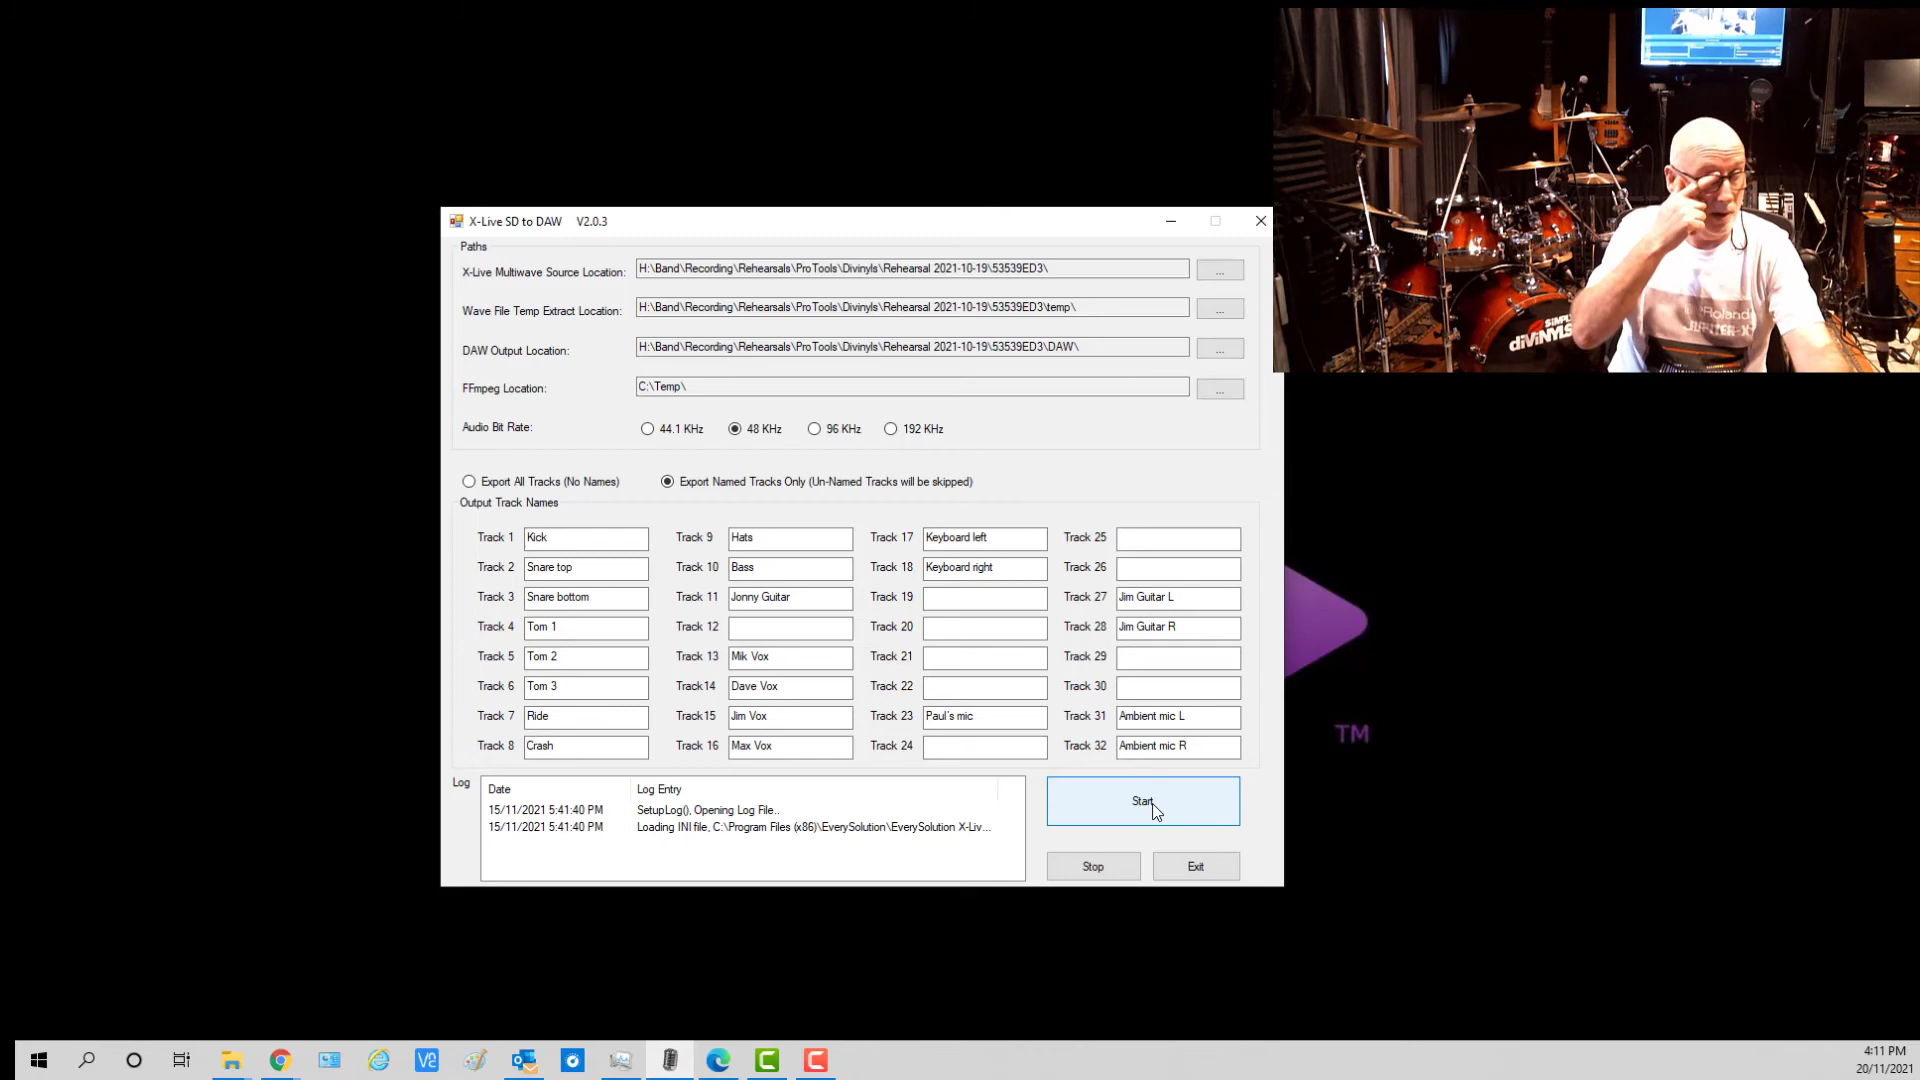 X-Live SD to DAW V2.0.3
Paths
X-Live Multiwave Source Location: H:\Band\Recording\Rehearsals\ProTools\Divinyls\Rehearsal 2021-10-19\53539ED3\ ...
Wave File Temp Extract Location: H:\Band\Recording\Rehearsals\ProTools\Divinyls\Rehearsal 2021-10-19\53539ED3\temp\ ...
DAW Output Location: H:\Band\Recording\Rehearsals\ProTools\Divinyls\Rehearsal 2021-10-19\53539ED3\DAW\ ...
FFmpeg Location: C:\Temp\ ...
Audio Bit Rate: 44.1 KHz 48 KHz 96 KHz 192 KHz
Export All Tracks (No Names) Export Named Tracks Only (Un-Named Tracks will be skipped)
Output Track Names
Track 1 Kick Track 9 Hats Track 17 Keyboard left Track 25
Track 2 Snare top Track 10 Bass Track 18 Keyboard right Track 26
Track 3 Snare bottom Track 11 Jonny Guitar Track 19 Track 27 Jim Guitar L
Track 4 Tom 1 Track 12 Track 20 Track 28 Jim Guitar R
Track 5 Tom 2 Track 13 Mik Vox Track 21 Track 29
Track 6 Tom 3 Track14 Dave Vox Track 22 Track 30
Track 7 Ride Track15 Jim Vox Track 23 Paul's mic Track 31 Ambient mic L
Track 8 Crash Track 16 Max Vox Track 24 Track 32 Ambient mic R
Log
Date Log Entry
15/11/2021 5:41:40 PM SetupLog(), Opening Log File..
15/11/2021 5:41:40 PM Loading INI file, C:\Program Files (x86)\EverySolution\EverySolution X-Liv...
Start
Stop Exit
TM
SIMPLY
diViNYLS
Roland
JUPITER-X
4:11 PM
20/11/2021